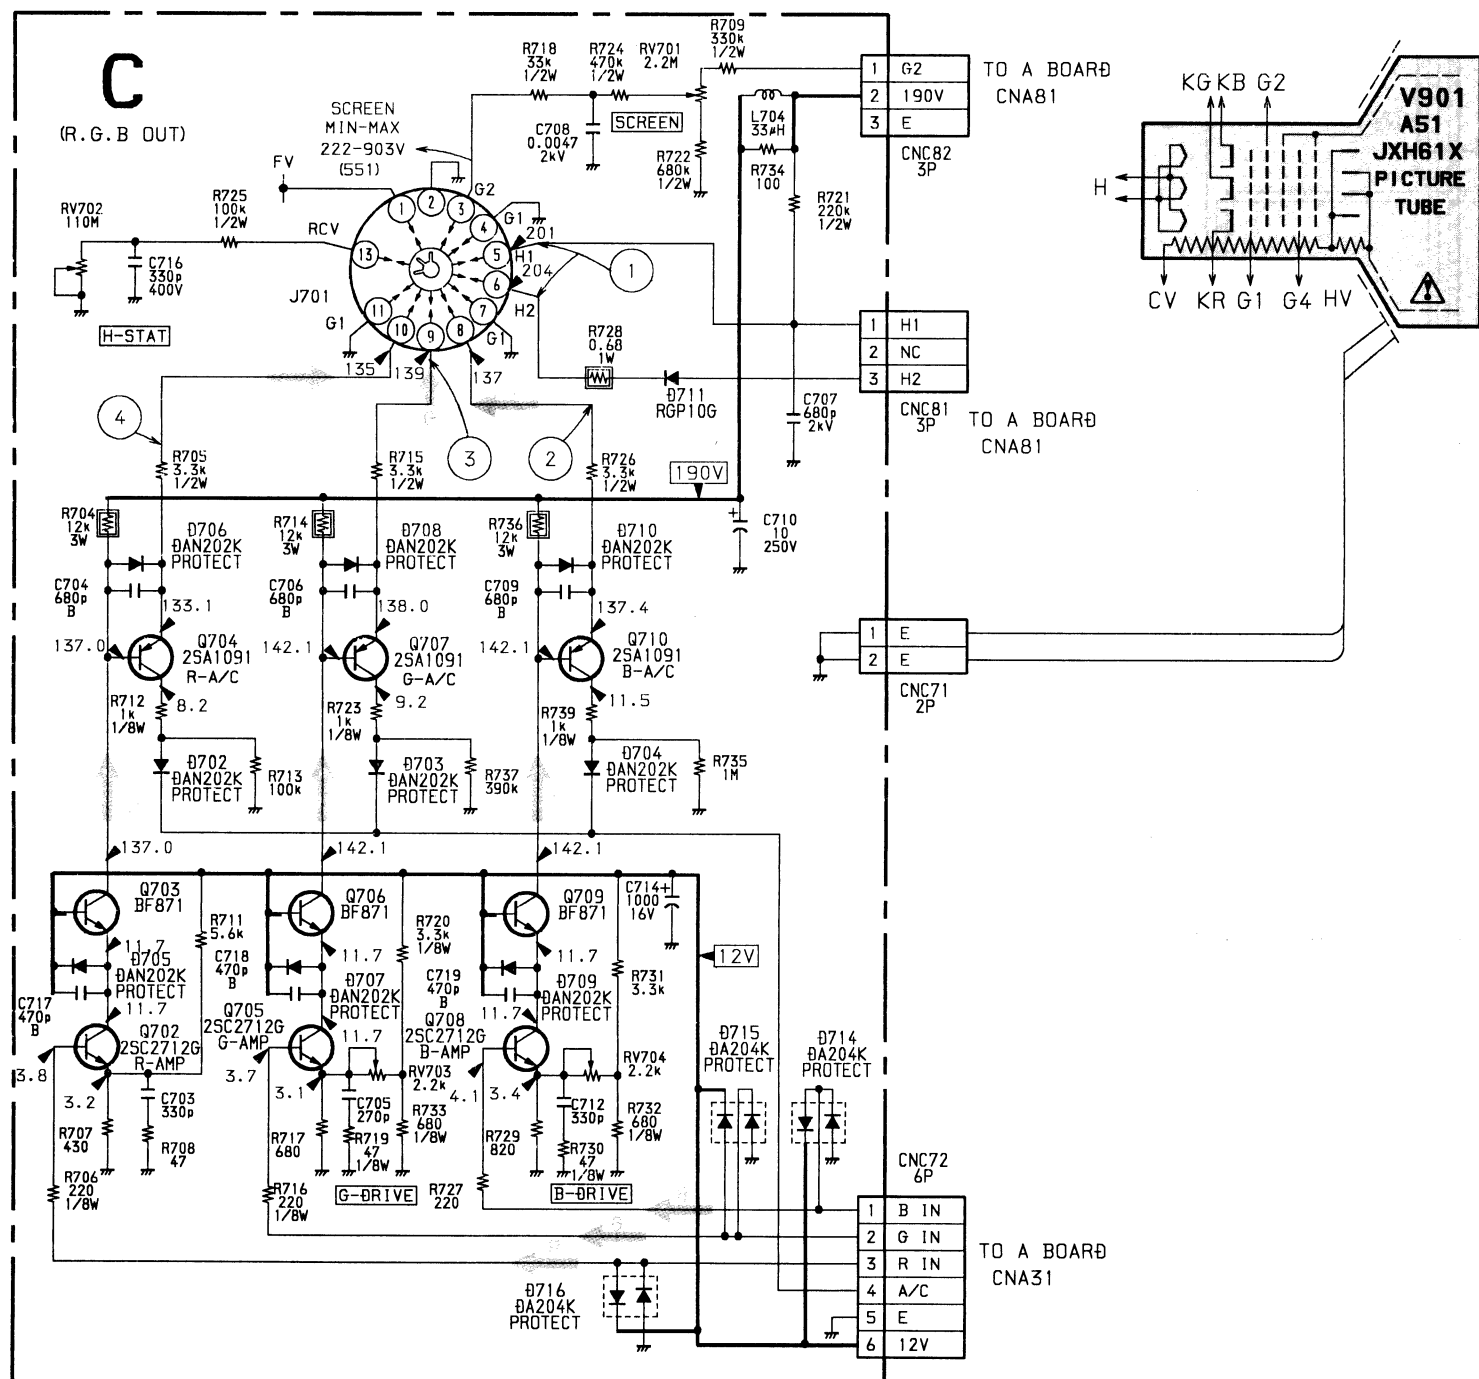 C
(R.G.B OUT)
SCREEN
MIN-MAX
222-903V
(551)
FV
R718
33k
1/2W
R724
470k
1/2W
RV701
2.2M
R709
330k
1/2W
1 G2
2 190V
3 E
TO A BOARD
CNA81
CNC82
3P
C708
0.0047
2kV
SCREEN
R722
680k
1/2W
L704
33µH
R734
100
R721
220k
1/2W
KG KB G2
V901
A51
JXH61X
PICTURE
TUBE
H
CV KR G1 G4 HV
RV702
110M
R725
100k
1/2W
RCV
C716
330p
400V
H-STAT
J701
1
2
3
4
5
6
7
8
9
10
11
13
G2
G1
201
H1
204
H2
G1
G1
1
135
139
137
R728
0.68
1W
D711
RGP10G
C707
680p
2kV
1 H1
2 NC
3 H2
CNC81
3P
TO A BOARD
CNA81
4
3
2
R705
3.3k
1/2W
R715
3.3k
1/2W
R726
3.3k
1/2W
190V
R704
12k
3W
D706
DAN202K
PROTECT
R714
12k
3W
D708
DAN202K
PROTECT
R736
12k
3W
D710
DAN202K
PROTECT
C710
10
250V
+
C704
680p
B
C706
680p
B
C709
680p
B
133.1
138.0
137.4
137.0
Q704
2SA1091
R-A/C
142.1
Q707
2SA1091
G-A/C
142.1
Q710
2SA1091
B-A/C
1 E
2 E
CNC71
2P
R712
1k
1/8W
8.2
R723
1k
1/8W
9.2
R739
1k
1/8W
11.5
D702
DAN202K
PROTECT
R713
100k
D703
DAN202K
PROTECT
R737
390k
D704
DAN202K
PROTECT
R735
1M
137.0
142.1
142.1
Q703
BF871
R711
5.6k
Q706
BF871
R720
3.3k
1/8W
Q709
BF871
C714
+
1000
16V
12V
11.7
D705
DAN202K
PROTECT
C718
470p
B
11.7
D707
DAN202K
PROTECT
C719
470p
B
11.7
D709
DAN202K
PROTECT
R731
3.3k
C717
470p
B
11.7
Q702
2SC2712G
R-AMP
Q705
2SC2712G
G-AMP
11.7
Q708
2SC2712G
B-AMP
11.7
RV703
2.2k
RV704
2.2k
D715
DA204K
PROTECT
D714
DA204K
PROTECT
3.8
3.2
C703
330p
3.7
3.1
C705
270p
4.1
3.4
C712
330p
R707
430
R708
47
R717
680
R719
47
1/8W
R733
680
1/8W
R729
820
R730
47
1/8W
R732
680
1/8W
R706
220
1/8W
R716
220
1/8W
G-DRIVE
R727
220
B-DRIVE
CNC72
6P
1 B IN
2 G IN
3 R IN
4 A/C
5 E
6 12V
TO A BOARD
CNA31
D716
DA204K
PROTECT